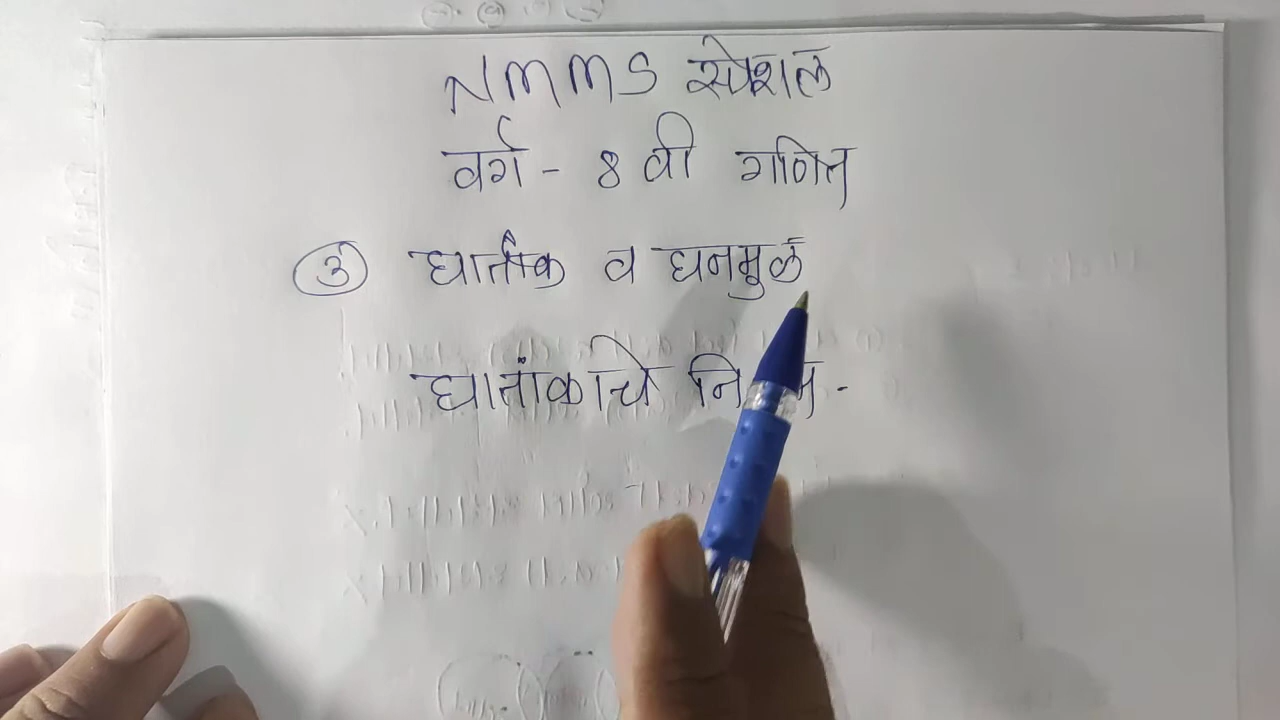 NMMS स्पेशल
वर्ग - 8 वी गणित
3 घातांक व घनमुळ
घातांकाचे -